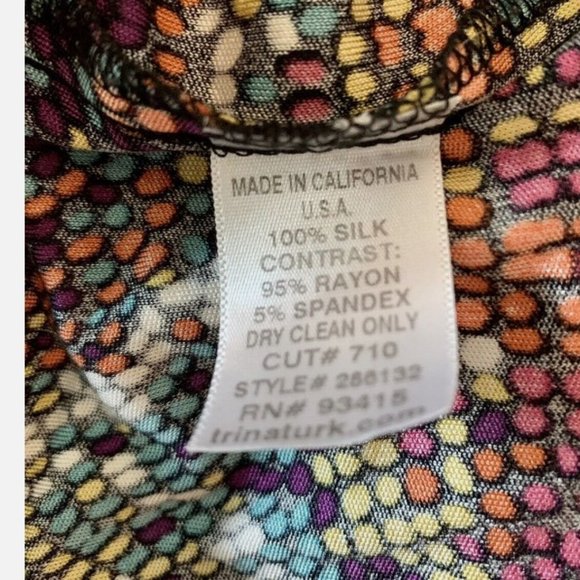 MADE IN CALIFORNIA
U.S.A.
100% SILK
CONTRAST:
95% RAYON
5% SPANDEX
DRY CLEAN ONLY
CUT# 710
STYLE# 286132
RN# 93415
trinaturk.com